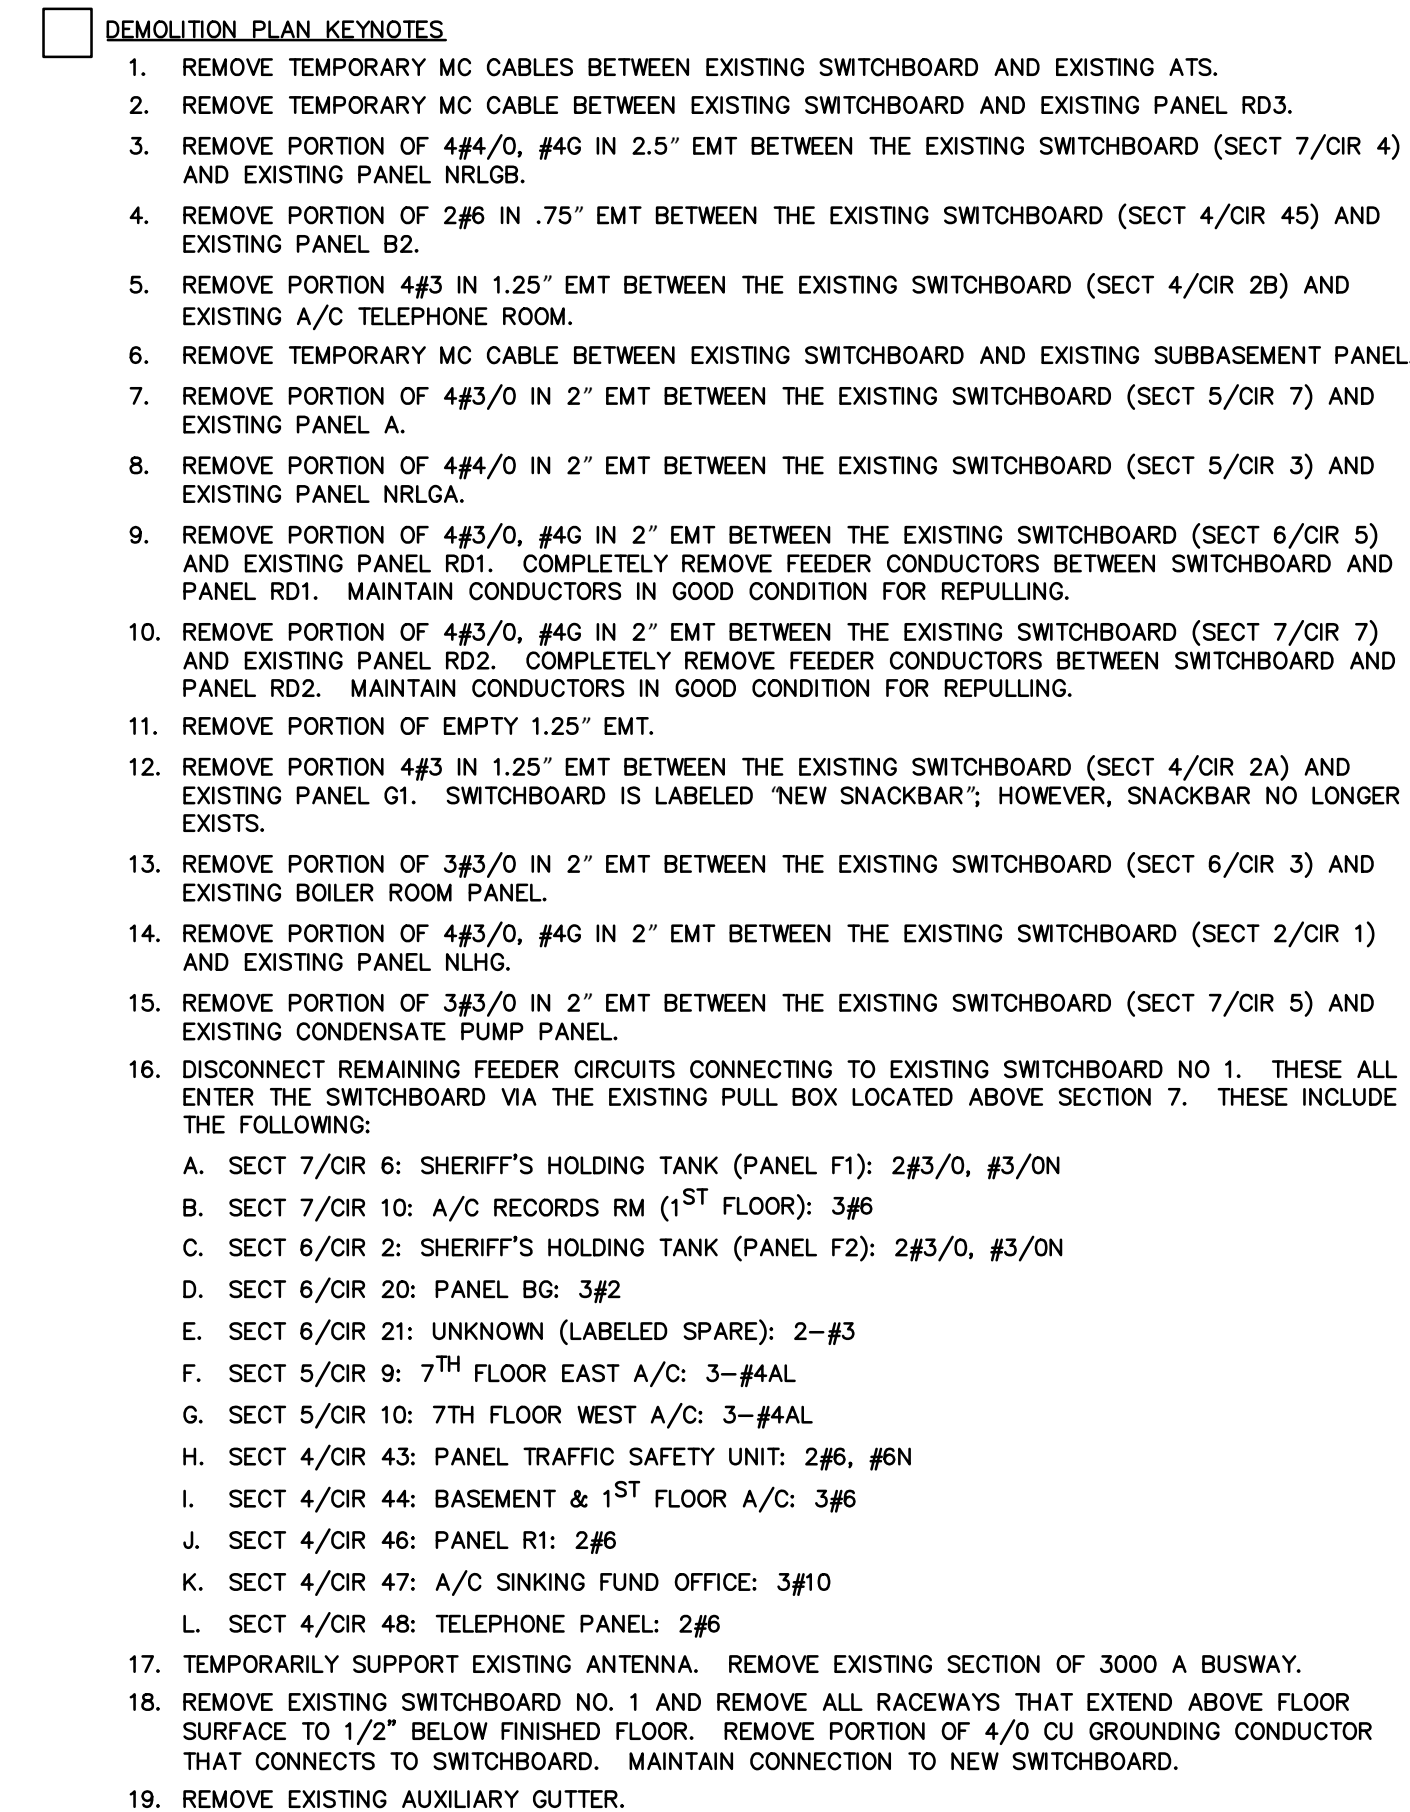 DEMOLITION PLAN KEYNOTES
1. REMOVE TEMPORARY MC CABLES BETWEEN EXISTING SWITCHBOARD AND EXISTING ATS.
2. REMOVE TEMPORARY MC CABLE BETWEEN EXISTING SWITCHBOARD AND EXISTING PANEL RD3.
3. REMOVE PORTION OF 4#4/0, #4G IN 2.5" EMT BETWEEN THE EXISTING SWITCHBOARD (SECT 7/CIR 4)
AND EXISTING PANEL NRLGB.
4. REMOVE PORTION OF 2#6 IN .75" EMT BETWEEN THE EXISTING SWITCHBOARD (SECT 4/CIR 45) AND
EXISTING PANEL B2.
5. REMOVE PORTION 4#3 IN 1.25" EMT BETWEEN THE EXISTING SWITCHBOARD (SECT 4/CIR 2B) AND
EXISTING A/C TELEPHONE ROOM.
6. REMOVE TEMPORARY MC CABLE BETWEEN EXISTING SWITCHBOARD AND EXISTING SUBBASEMENT PANEL.
7. REMOVE PORTION OF 4#3/0 IN 2" EMT BETWEEN THE EXISTING SWITCHBOARD (SECT 5/CIR 7) AND
EXISTING PANEL A.
8. REMOVE PORTION OF 4#4/0 IN 2" EMT BETWEEN THE EXISTING SWITCHBOARD (SECT 5/CIR 3) AND
EXISTING PANEL NRLGA.
9. REMOVE PORTION OF 4#3/0, #4G IN 2" EMT BETWEEN THE EXISTING SWITCHBOARD (SECT 6/CIR 5)
AND EXISTING PANEL RD1. COMPLETELY REMOVE FEEDER CONDUCTORS BETWEEN SWITCHBOARD AND
PANEL RD1. MAINTAIN CONDUCTORS IN GOOD CONDITION FOR REPULLING.
10. REMOVE PORTION OF 4#3/0, #4G IN 2" EMT BETWEEN THE EXISTING SWITCHBOARD (SECT 7/CIR 7)
AND EXISTING PANEL RD2. COMPLETELY REMOVE FEEDER CONDUCTORS BETWEEN SWITCHBOARD AND
PANEL RD2. MAINTAIN CONDUCTORS IN GOOD CONDITION FOR REPULLING.
11. REMOVE PORTION OF EMPTY 1.25" EMT.
12. REMOVE PORTION 4#3 IN 1.25" EMT BETWEEN THE EXISTING SWITCHBOARD (SECT 4/CIR 2A) AND
EXISTING PANEL G1. SWITCHBOARD IS LABELED "NEW SNACKBAR"; HOWEVER, SNACKBAR NO LONGER
EXISTS.
13. REMOVE PORTION OF 3#3/0 IN 2" EMT BETWEEN THE EXISTING SWITCHBOARD (SECT 6/CIR 3) AND
EXISTING BOILER ROOM PANEL.
14. REMOVE PORTION OF 4#3/0, #4G IN 2" EMT BETWEEN THE EXISTING SWITCHBOARD (SECT 2/CIR 1)
AND EXISTING PANEL NLHG.
15. REMOVE PORTION OF 3#3/0 IN 2" EMT BETWEEN THE EXISTING SWITCHBOARD (SECT 7/CIR 5) AND
EXISTING CONDENSATE PUMP PANEL.
16. DISCONNECT REMAINING FEEDER CIRCUITS CONNECTING TO EXISTING SWITCHBOARD NO 1. THESE ALL
ENTER THE SWITCHBOARD VIA THE EXISTING PULL BOX LOCATED ABOVE SECTION 7. THESE INCLUDE
THE FOLLOWING:
A. SECT 7/CIR 6: SHERIFF'S HOLDING TANK (PANEL F1): 2#3/0, #3/0N
B. SECT 7/CIR 10: A/C RECORDS RM (1ST FLOOR): 3#6
C. SECT 6/CIR 2: SHERIFF'S HOLDING TANK (PANEL F2): 2#3/0, #3/0N
D. SECT 6/CIR 20: PANEL BG: 3#2
E. SECT 6/CIR 21: UNKNOWN (LABELED SPARE): 2-#3
F. SECT 5/CIR 9: 7TH FLOOR EAST A/C: 3-#4AL
G. SECT 5/CIR 10: 7TH FLOOR WEST A/C: 3-#4AL
H. SECT 4/CIR 43: PANEL TRAFFIC SAFETY UNIT: 2#6, #6N
I. SECT 4/CIR 44: BASEMENT & 1ST FLOOR A/C: 3#6
J. SECT 4/CIR 46: PANEL R1: 2#6
K. SECT 4/CIR 47: A/C SINKING FUND OFFICE: 3#10
L. SECT 4/CIR 48: TELEPHONE PANEL: 2#6
17. TEMPORARILY SUPPORT EXISTING ANTENNA. REMOVE EXISTING SECTION OF 3000 A BUSWAY.
18. REMOVE EXISTING SWITCHBOARD NO. 1 AND REMOVE ALL RACEWAYS THAT EXTEND ABOVE FLOOR
SURFACE TO 1/2" BELOW FINISHED FLOOR. REMOVE PORTION OF 4/0 CU GROUNDING CONDUCTOR
THAT CONNECTS TO SWITCHBOARD. MAINTAIN CONNECTION TO NEW SWITCHBOARD.
19. REMOVE EXISTING AUXILIARY GUTTER.